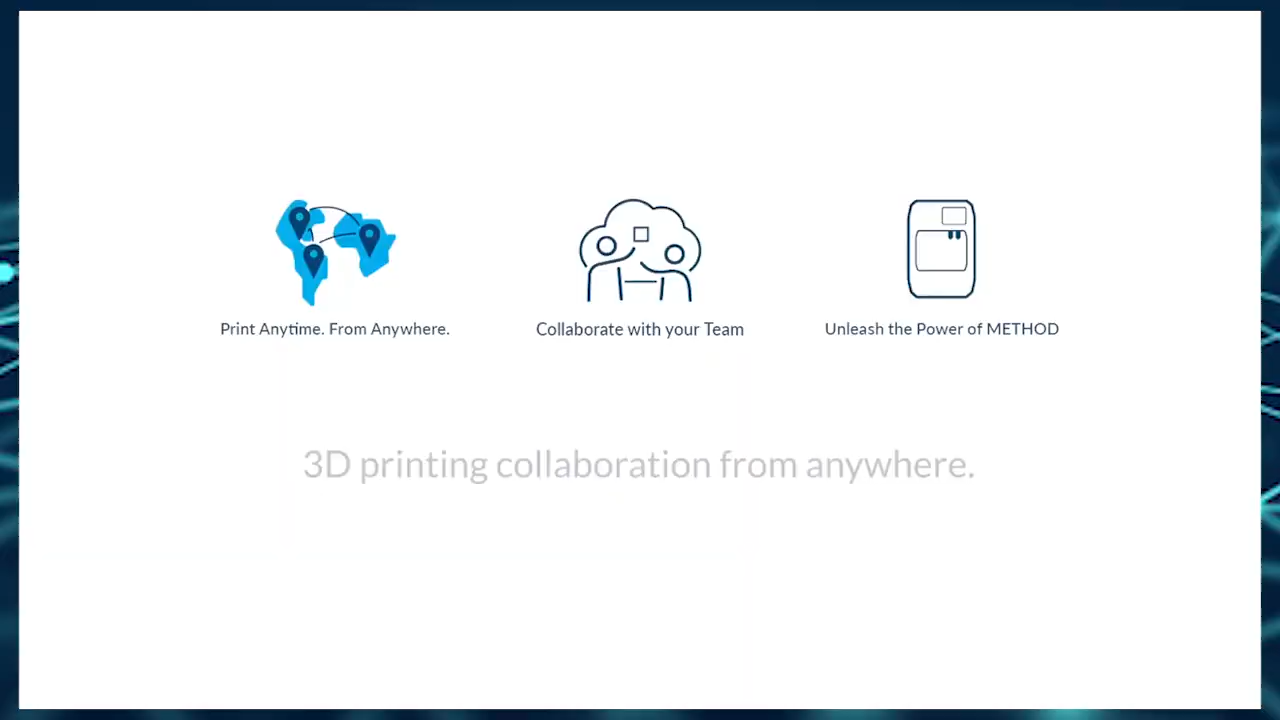 Print Anytime. From Anywhere.
Collaborate with your Team
Unleash the Power of METHOD
3D printing collaboration from anywhere.